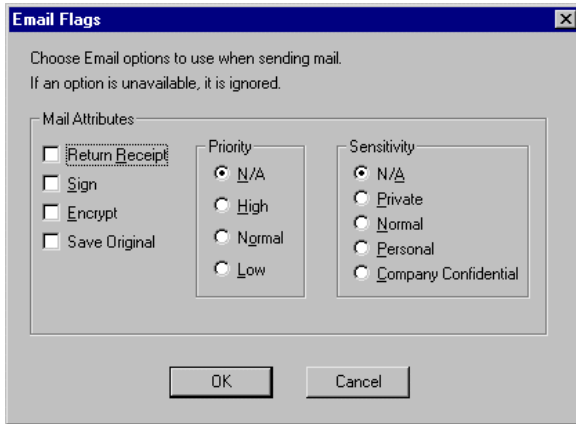 Email Flags
Choose Email options to use when sending mail.
If an option is unavailable, it is ignored.
Mail Attributes
Return Receipt
Sign
Encrypt
Save Original
Priority
N/A
High
Normal
Low
Sensitivity
N/A
Private
Normal
Personal
Company Confidential
OK
Cancel